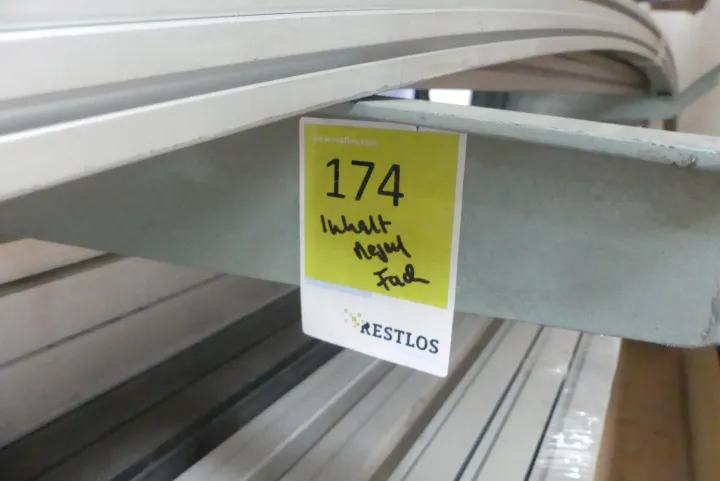 174
Inhalt
Regal
Fach
RESTLOS